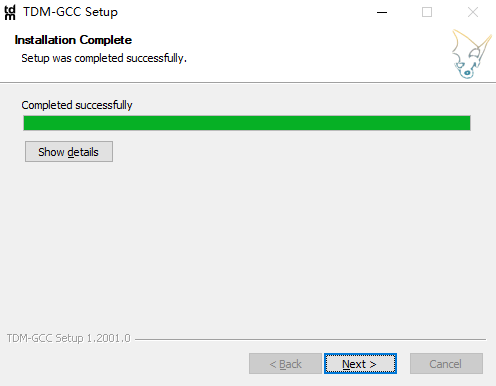 tdm TDM-GCC Setup
Installation Complete
Setup was completed successfully.
Completed successfully
Show details
TDM-GCC Setup 1.2001.0
< Back Next > Cancel